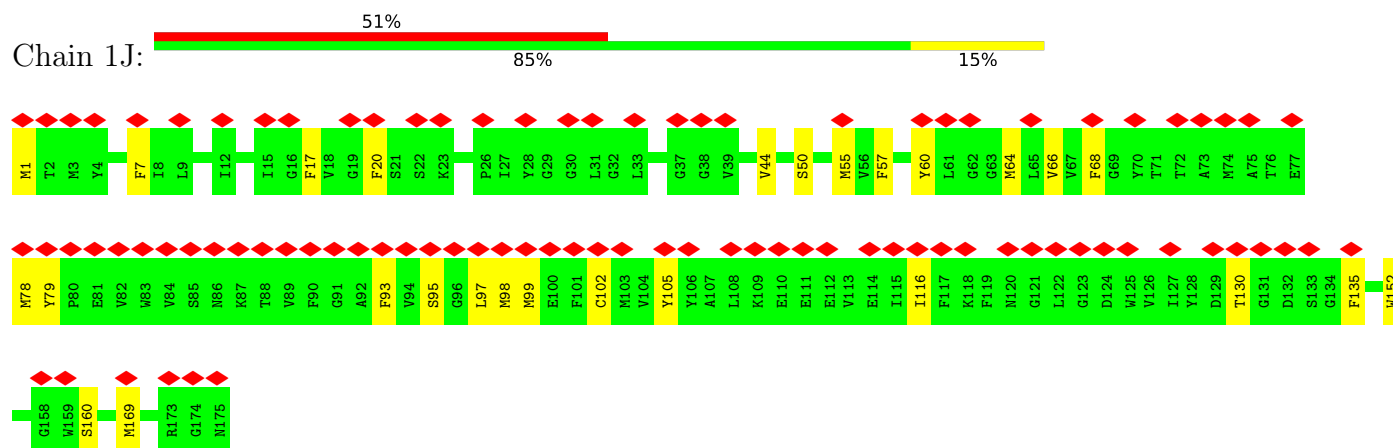 51%
Chain 1J:
85% 15%
M1 T2 M3 Y4 F7 I8 L9 I12 I15 G16 F17 V18 G19 F20 S21 S22 K23 P26 I27 Y28 G29 G30 L31 G32 L33 G37 G38 V39 V44 S50 M55 V56 F57 Y60 L61 G62 G63 M64 L65 V66 V67 F68 G69 Y70 T71 T72 A73 M74 A75 T76 E77
M78 Y79 P80 E81 V82 W83 V84 S85 N86 K87 T88 V89 F90 G91 A92 F93 V94 S95 G96 L97 M98 M99 E100 F101 C102 M103 V104 Y105 Y106 A107 L108 K109 E110 E111 E112 V113 E114 I115 I116 F117 K118 F119 N120 G121 L122 G123 D124 W125 V126 I127 Y128 D129 T130 G131 D132 S133 G134 F135 W152
G158 W159 S160 M169 R173 G174 N175